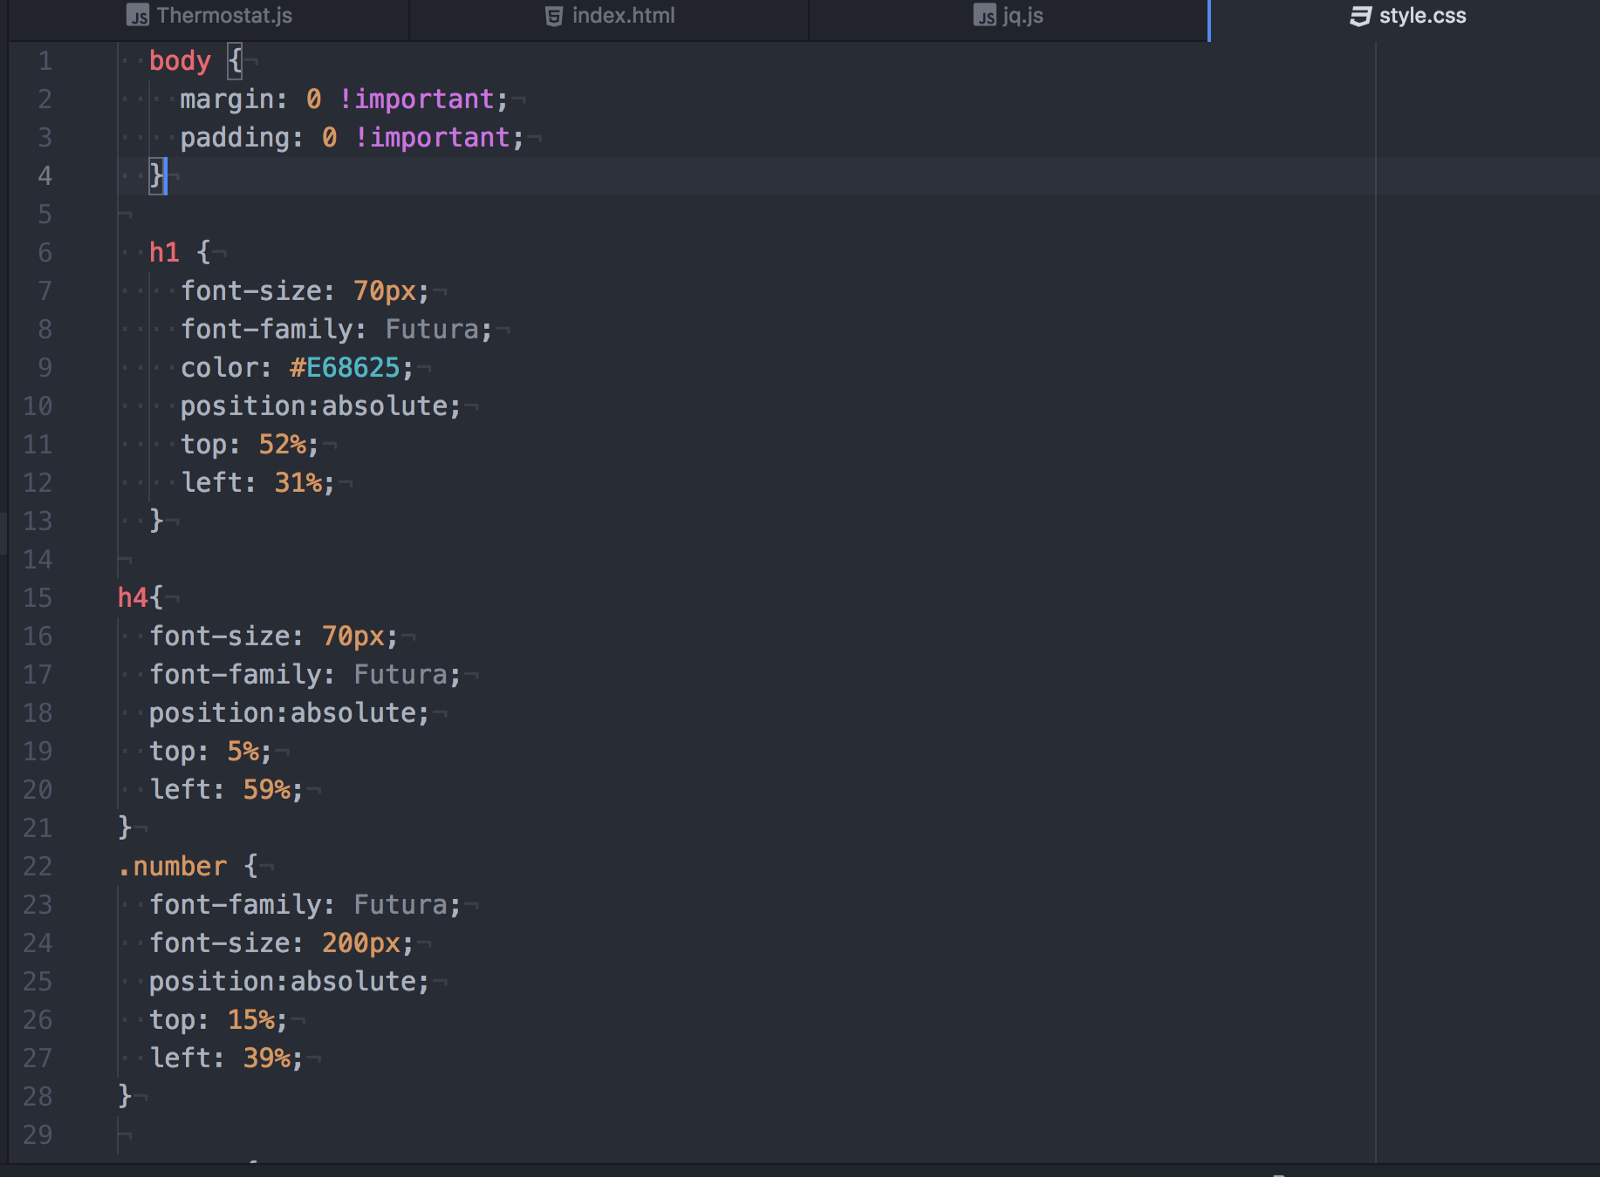 Thermostat.js index.html jq.js style.css
1 body {
2 margin: 0 !important;
3 padding: 0 !important;
4 }
5
6 h1 {
7 font-size: 70px;
8 font-family: Futura;
9 color: #E68625;
10 position:absolute;
11 top: 52%;
12 left: 31%;
13 }
14
15 h4{
16 font-size: 70px;
17 font-family: Futura;
18 position:absolute;
19 top: 5%;
20 left: 59%;
21 }
22 .number {
23 font-family: Futura;
24 font-size: 200px;
25 position:absolute;
26 top: 15%;
27 left: 39%;
28 }
29